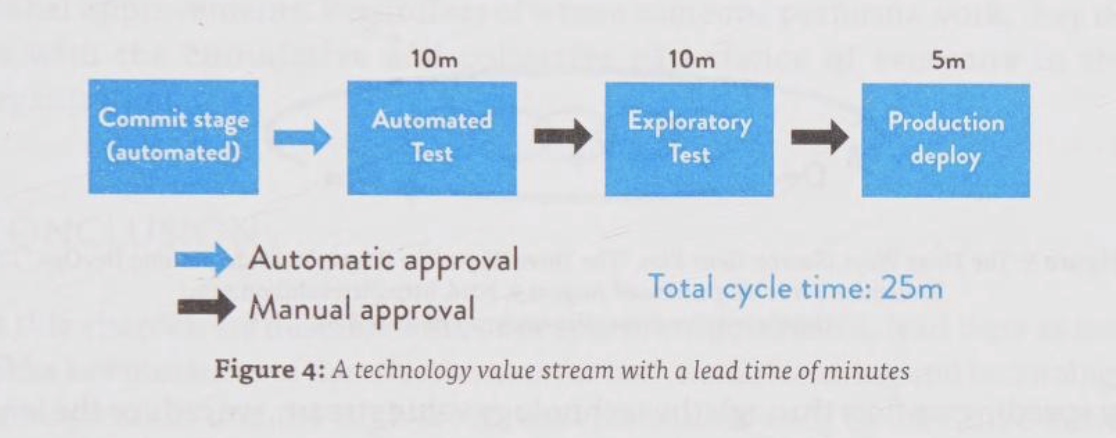 10m 10m 5m
Commit stage
(automated)
Automated
Test
Exploratory
Test
Production
deploy
Automatic approval
Manual approval
Total cycle time: 25m
Figure 4: A technology value stream with a lead time of minutes